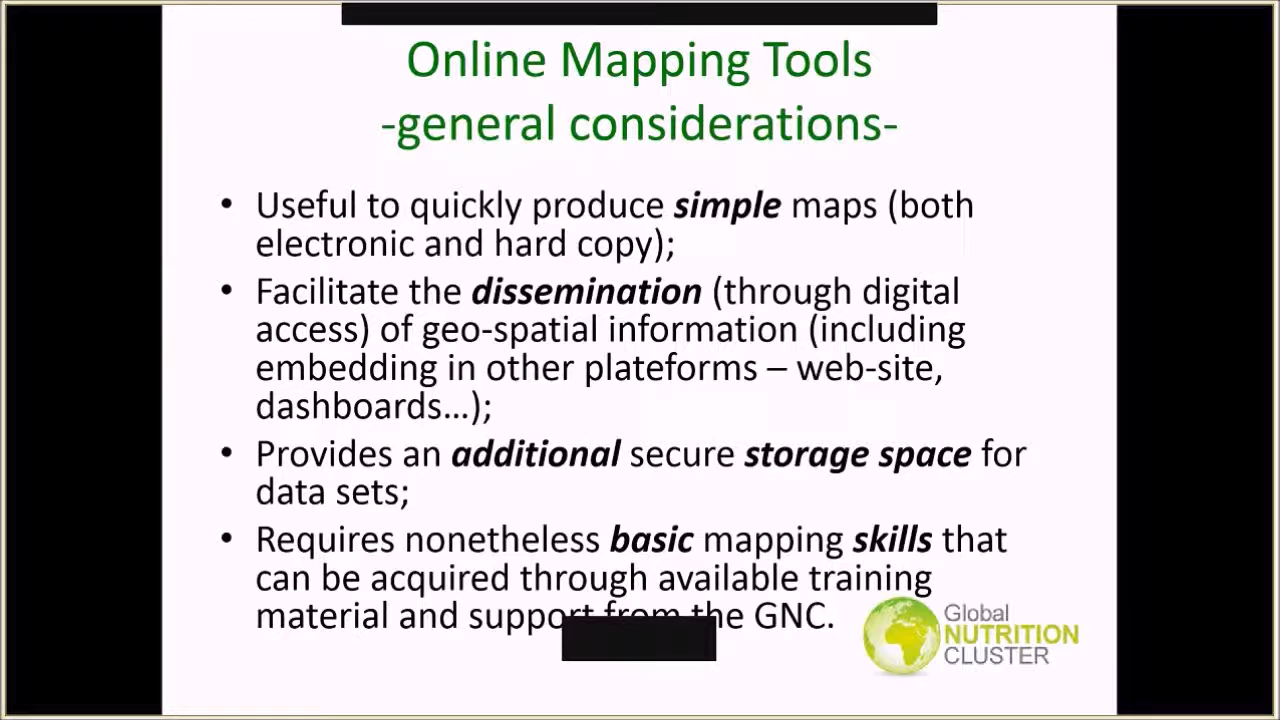 Online Mapping Tools
-general considerations-
• Useful to quickly produce simple maps (both
electronic and hard copy);
• Facilitate the dissemination (through digital
access) of geo-spatial information (including
embedding in other plateforms – web-site,
dashboards…);
• Provides an additional secure storage space for
data sets;
• Requires nonetheless basic mapping skills that
can be acquired through available training
material and support from the GNC.
Global
NUTRITION
CLUSTER